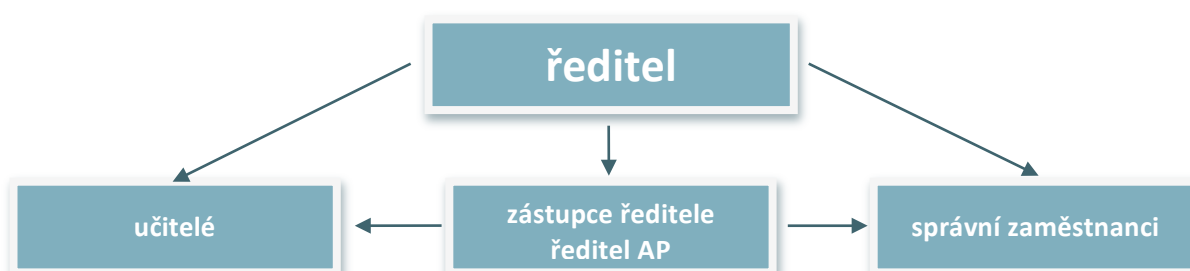 ředitel
učitelé
zástupce ředitele
ředitel AP
správní zaměstnanci